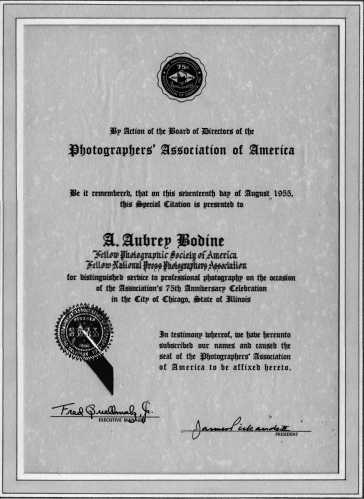 75th
By Action of the Board of Directors of the
Photographers' Association of America
Be it remembered, that on this seventeenth day of August 1955,
this Special Citation is presented to
A. Aubrey Bodine
Fellow Photographic Society of America
Fellow National Press Photographers Association
for distinguished service to professional photography on the occasion
of the Association's 75th Anniversary Celebration
in the City of Chicago, State of Illinois
In testimony whereof, we have hereunto
subscribed our names and caused the
seal of the Photographers' Association
of America to be affixed hereto.
Fred Jr.
EXECUTIVE MANAGER
James
PRESIDENT